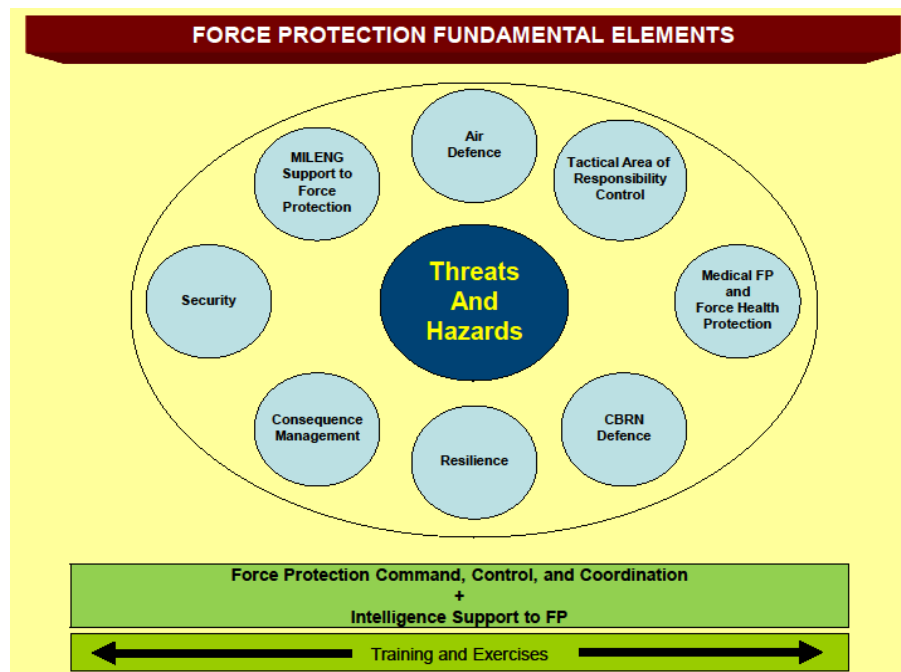 FORCE PROTECTION FUNDAMENTAL ELEMENTS
Air
Defence
MILENG
Support to
Force
Protection
Tactical Area of
Responsibility
Control
Threats
And
Hazards
Security
Medical FP
and
Force Health
Protection
Consequence
Management
Resilience
CBRN
Defence
Force Protection Command, Control, and Coordination
+
Intelligence Support to FP
Training and Exercises